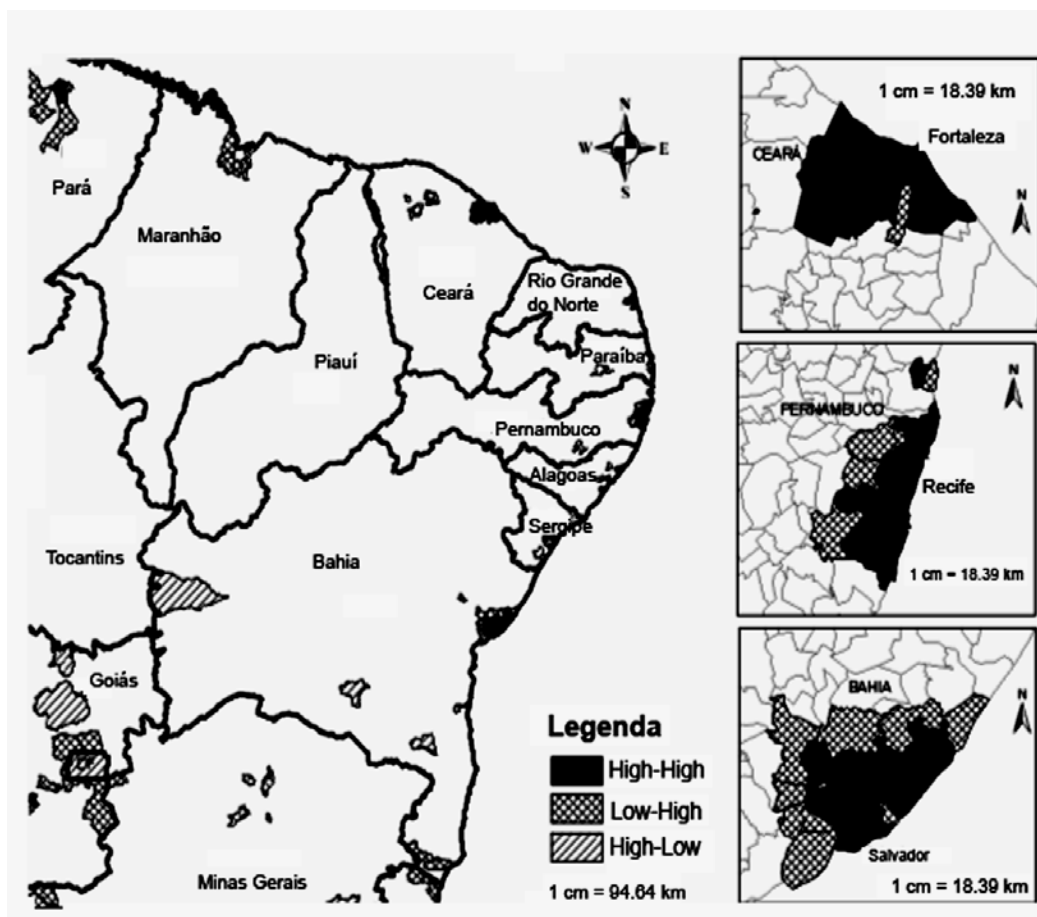 N
W E
S
Pará
Maranhão
Ceará
Rio Grande
do Norte
Piauí
Paraíba
Pernambuco
Alagoas
Sergipe
Tocantins
Bahia
Goiás
Minas Gerais
Legenda
High-High
Low-High
High-Low
1 cm = 94.64 km
1 cm = 18.39 km
Fortaleza
CEARÁ
N
N
PERNAMBUCO
Recife
1 cm = 18.39 km
BAHIA
N
Salvador
1 cm = 18.39 km